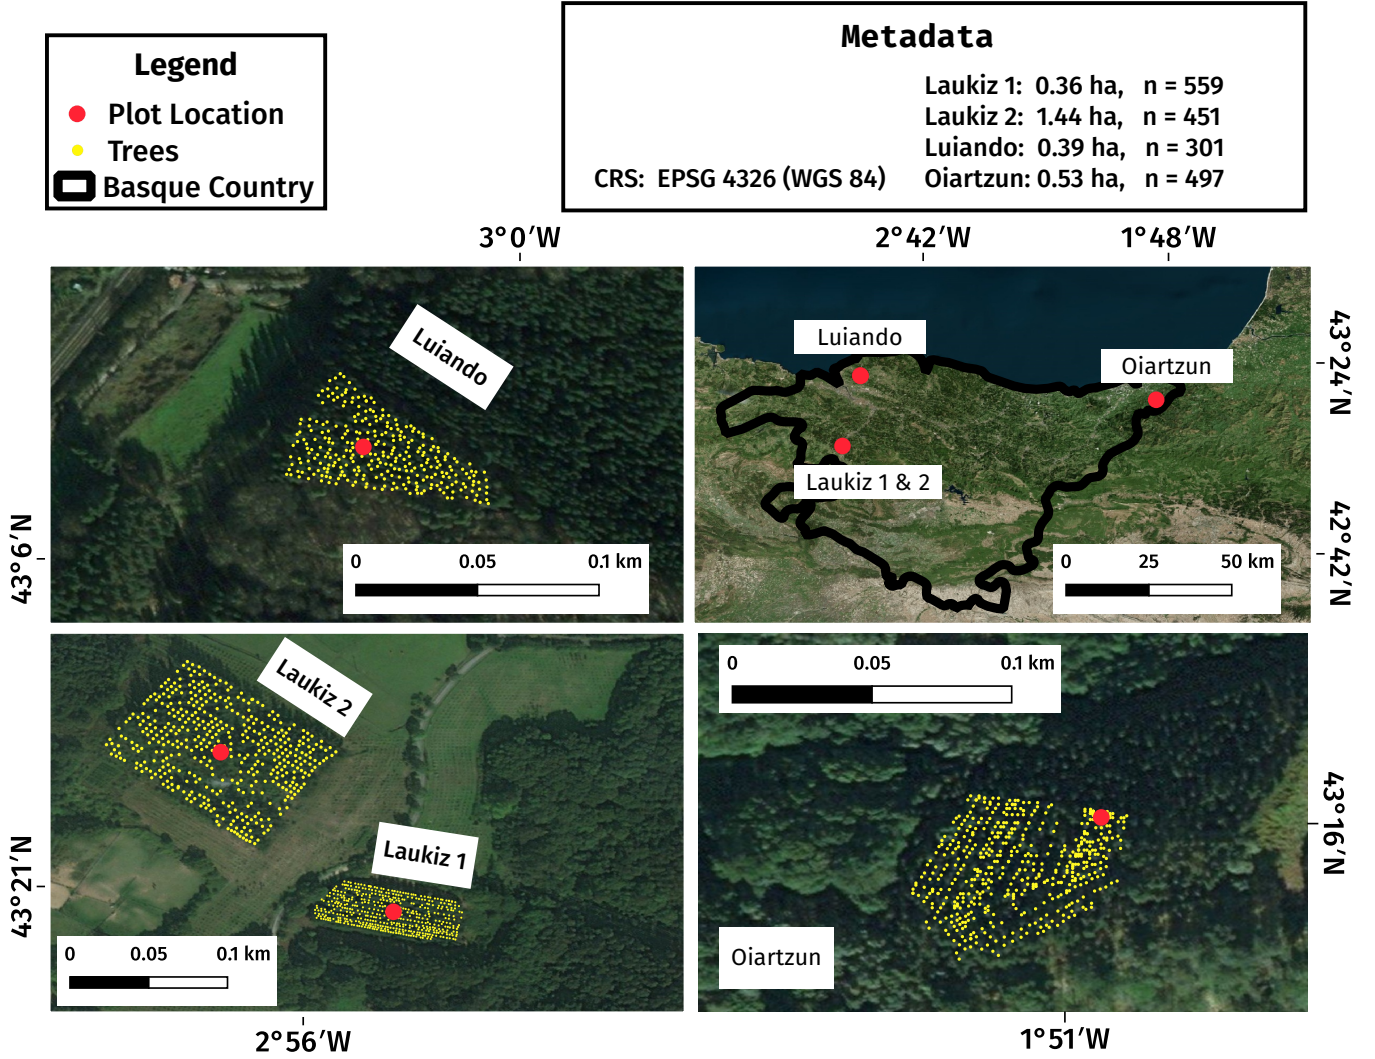 Legend
Plot Location
Trees
Basque Country
Metadata
Laukiz 1: 0.36 ha, n = 559
Laukiz 2: 1.44 ha, n = 451
Luiando: 0.39 ha, n = 301
CRS: EPSG 4326 (WGS 84) Oiartzun: 0.53 ha, n = 497
3°0′W
2°42′W
1°48′W
Luiando
43°6′N
0 0.05 0.1 km
Luiando
Oiartzun
Laukiz 1 & 2
0 25 50 km
43°24′N
42°42′N
Laukiz 2
Laukiz 1
43°21′N
0 0.05 0.1 km
2°56′W
0 0.05 0.1 km
Oiartzun
43°16′N
1°51′W